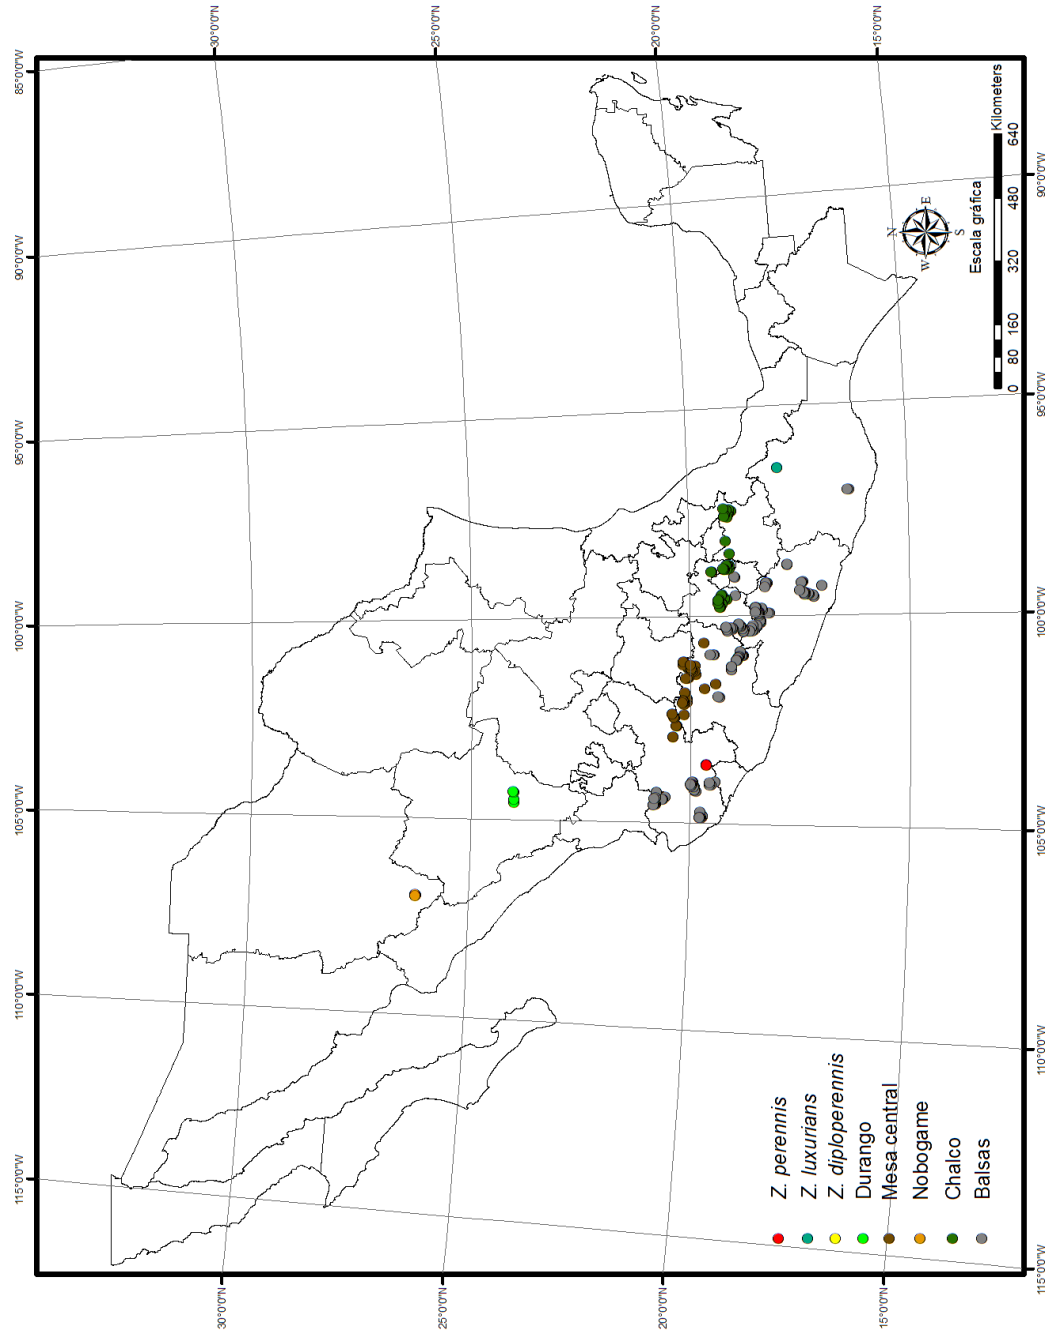 115°0'0"W
110°0'0"W
105°0'0"W
100°0'0"W
95°0'0"W
90°0'0"W
85°0'0"W
30°0'0"N
30°0'0"N
25°0'0"N
25°0'0"N
20°0'0"N
20°0'0"N
15°0'0"N
15°0'0"N
Z. perennis
Z. luxurians
Z. diploperennis
Durango
Mesa central
Nobogame
Chalco
Balsas
N
W
E
S
Escala gráfica
Kilometers
0 80 160 320 480 640
115°0'0"W
110°0'0"W
105°0'0"W
100°0'0"W
95°0'0"W
90°0'0"W